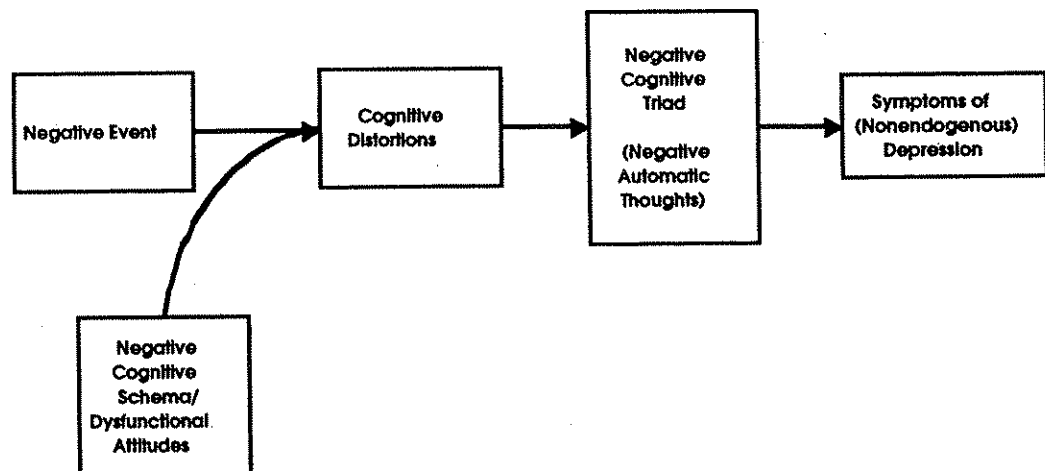 Negative Event
Cognitive
Distortions
Negative
Cognitive
Triad
(Negative
Automatic
Thoughts)
Symptoms of
(Nonendogenous)
Depression
Negative
Cognitive
Schema/
Dysfunctional
Attitudes